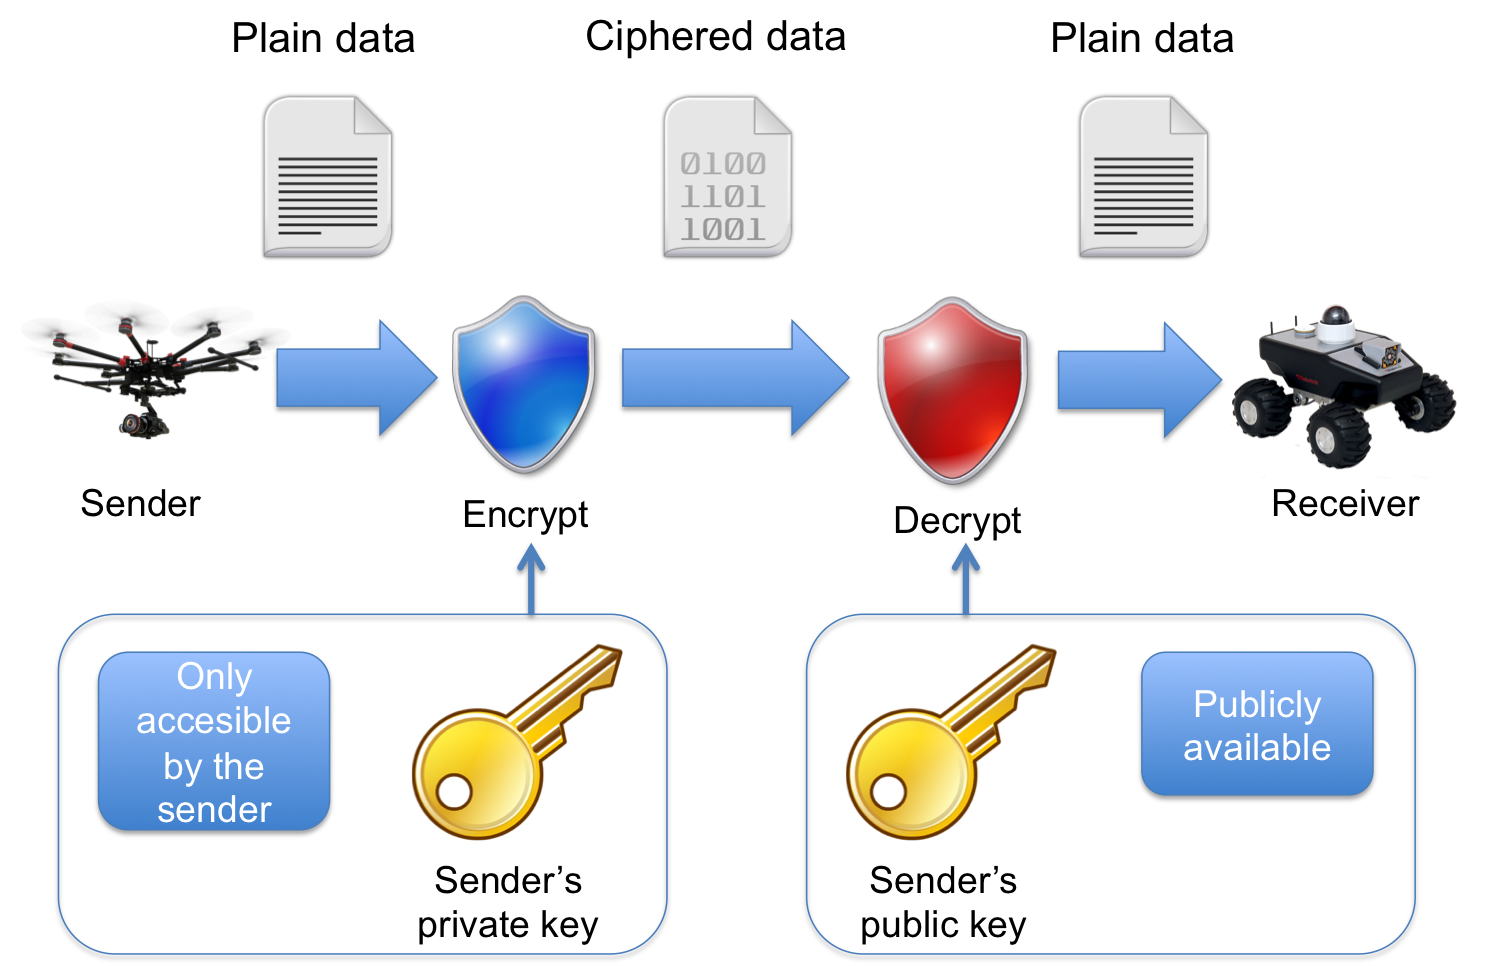 Plain data
Ciphered data
Plain data
0100
1101
1001
Sender
Encrypt
Decrypt
Receiver
Only
accesible
by the
sender
Sender’s
private key
Sender’s
public key
Publicly
available